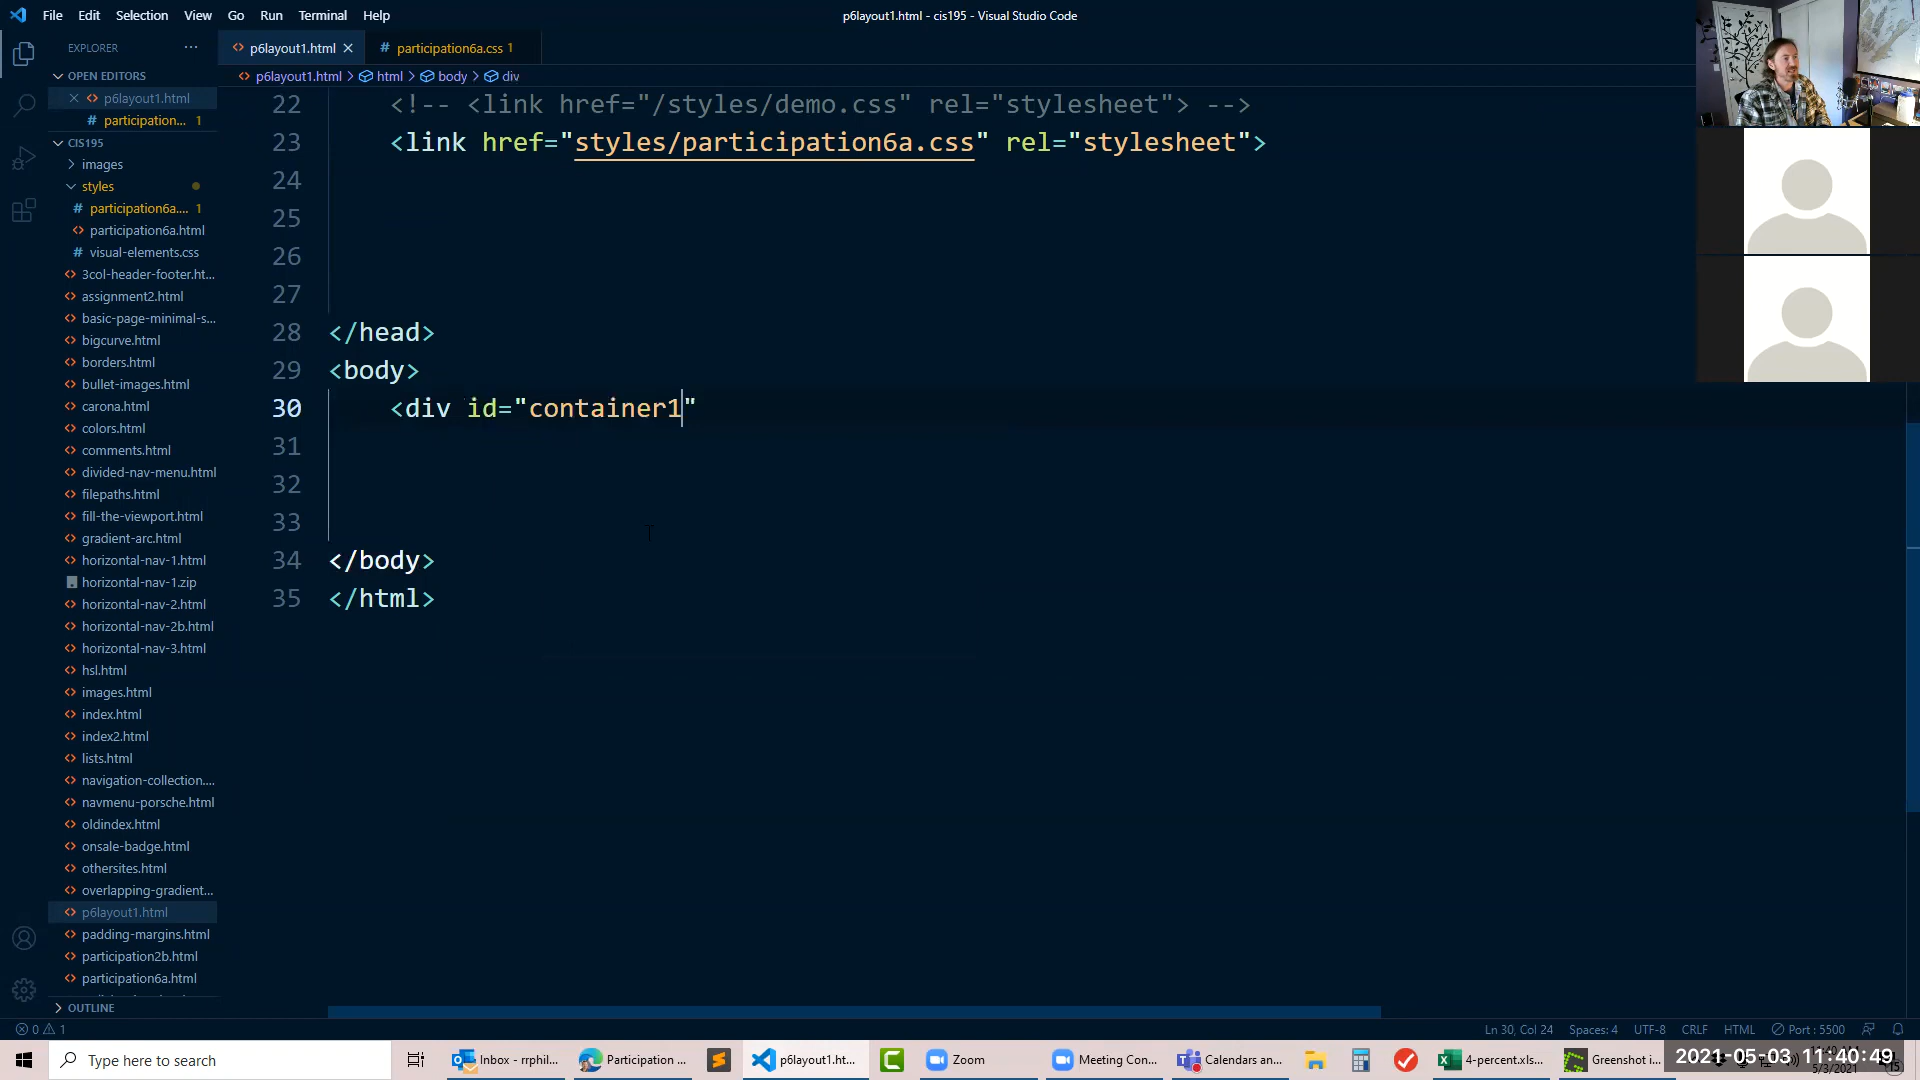 File Edit Selection View Go Run Terminal Help
p6layout1.html - cis195 - Visual Studio Code
EXPLORER ...
p6layout1.html
participation6a.css 1
p6layout1.html > html > body > div
OPEN EDITORS
p6layout1.html
participation... 1
CIS195
images
styles
participation6a.... 1
participation6a.html
visual-elements.css
3col-header-footer.ht...
assignment2.html
basic-page-minimal-s...
bigcurve.html
borders.html
bullet-images.html
carona.html
colors.html
comments.html
divided-nav-menu.html
filepaths.html
fill-the-viewport.html
gradient-arc.html
horizontal-nav-1.html
horizontal-nav-1.zip
horizontal-nav-2.html
horizontal-nav-2b.html
horizontal-nav-3.html
hsl.html
images.html
index.html
index2.html
lists.html
navigation-collection....
navmenu-porsche.html
oldindex.html
onsale-badge.html
othersites.html
overlapping-gradient...
p6layout1.html
padding-margins.html
participation2b.html
participation6a.html
OUTLINE
22 <!-- <link href="/styles/demo.css" rel="stylesheet"> -->
23 <link href="styles/participation6a.css" rel="stylesheet">
24
25
26
27
28 </head>
29 <body>
30 <div id="container1"
31
32
33
34 </body>
35 </html>
0 1
Ln 30, Col 24 Spaces: 4 UTF-8 CRLF HTML Port : 5500
Type here to search
Inbox - rrphil...
Participation ...
p6layout1.ht...
Zoom
Meeting Con...
Calendars an...
4-percent.xls...
Greenshot i...
2021-05-03 11:40:49
5/3/2021
15